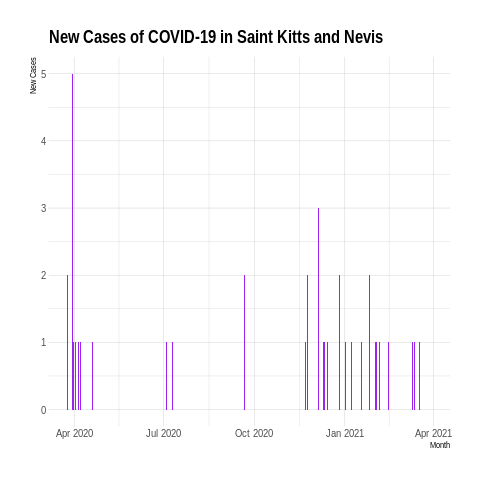 New Cases of COVID-19 in Saint Kitts and Nevis
New Cases
5
4
3
2
1
0
Apr 2020 Jul 2020 Oct 2020 Jan 2021 Apr 2021
Month